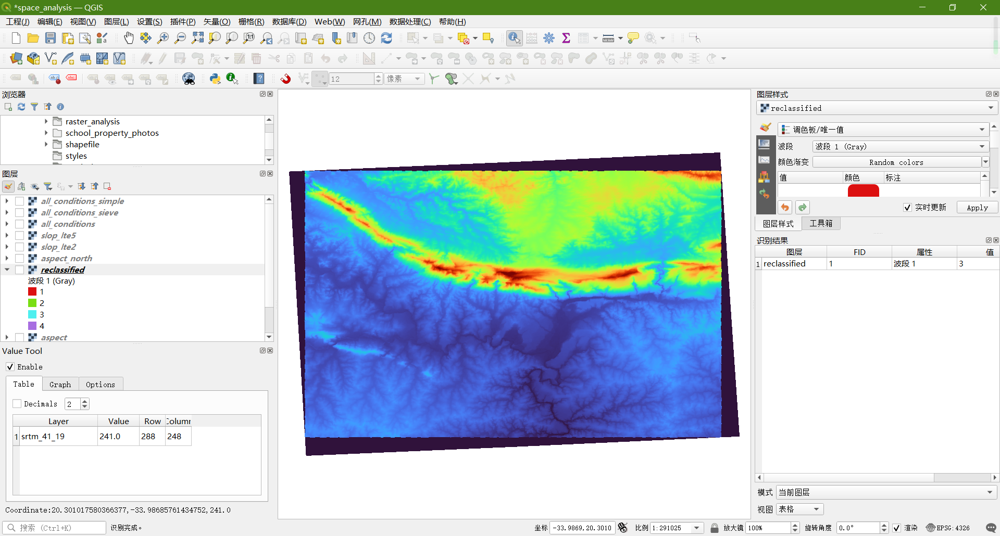 *space_analysis — QGIS
工程(J) 编辑(E) 视图(V) 图层(L) 设置(S) 插件(P) 矢量(O) 栅格(R) 数据库(D) Web(W) 网孔(M) 数据处理(C) 帮助(H)
12 像素
浏览器
raster_analysis
school_property_photos
shapefile
styles
图层
all_conditions_simple
all_conditions_sieve
all_conditions
slop_lte5
slop_lte2
aspect_north
reclassified
波段 1 (Gray)
1
2
3
4
aspect
Value Tool
Enable
Table Graph Options
Decimals 2
Layer Value Row Column
1 srtm_41_19 241.0 288 248
Coordinate:20.301017580366377,-33.98685761434752,241.0
图层样式
reclassified
调色板/唯一值
波段 波段 1 (Gray)
颜色渐变 Random colors
值 颜色 标注
实时更新 Apply
图层样式 工具箱
识别结果
图层 FID 属性 值
1 reclassified 1 波段 1 3
模式 当前图层
视图 表格
搜索 (Ctrl+K) 识别完成。 坐标 -33.9869,20.3010 比例 1:291025 放大镜 100% 旋转角度 0.0° 渲染 EPSG:4326